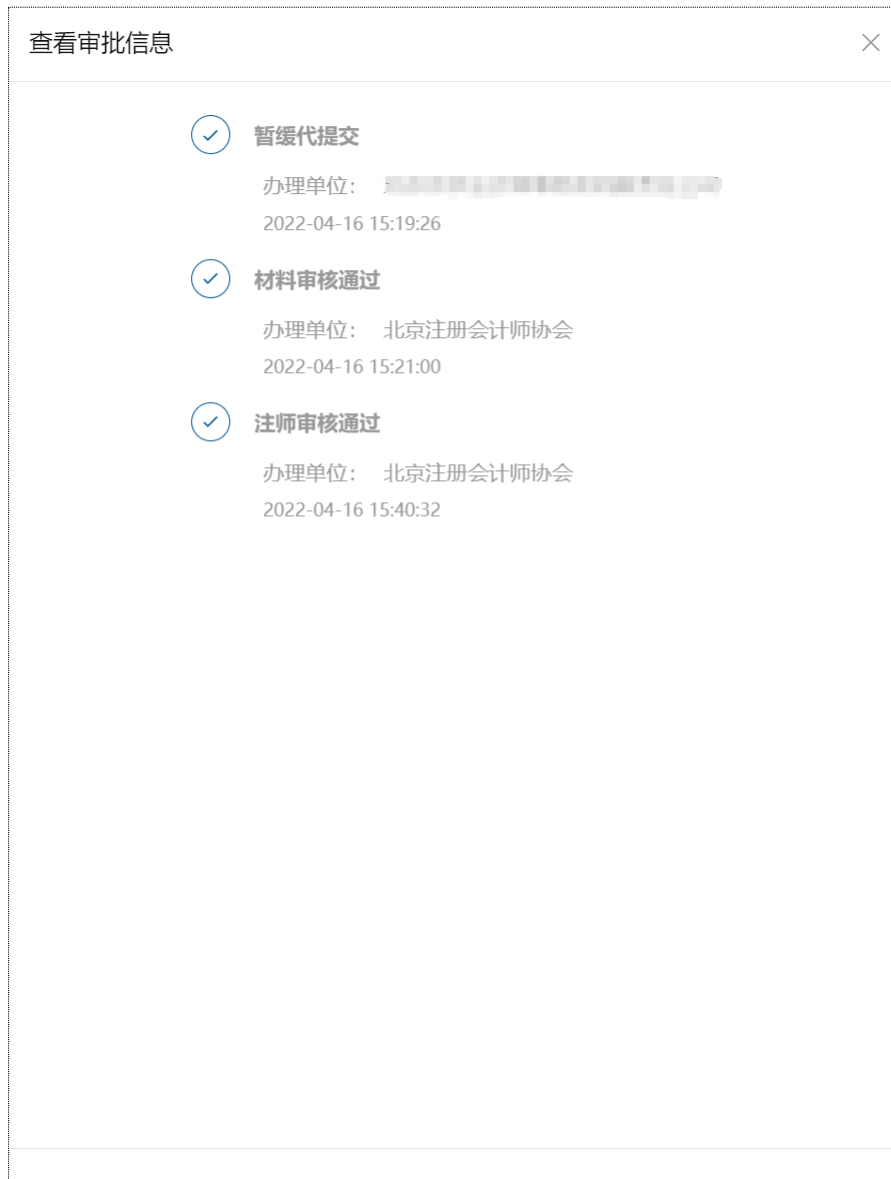 查看审批信息
暂缓代提交
办理单位：
2022-04-16 15:19:26
材料审核通过
办理单位： 北京注册会计师协会
2022-04-16 15:21:00
注师审核通过
办理单位： 北京注册会计师协会
2022-04-16 15:40:32